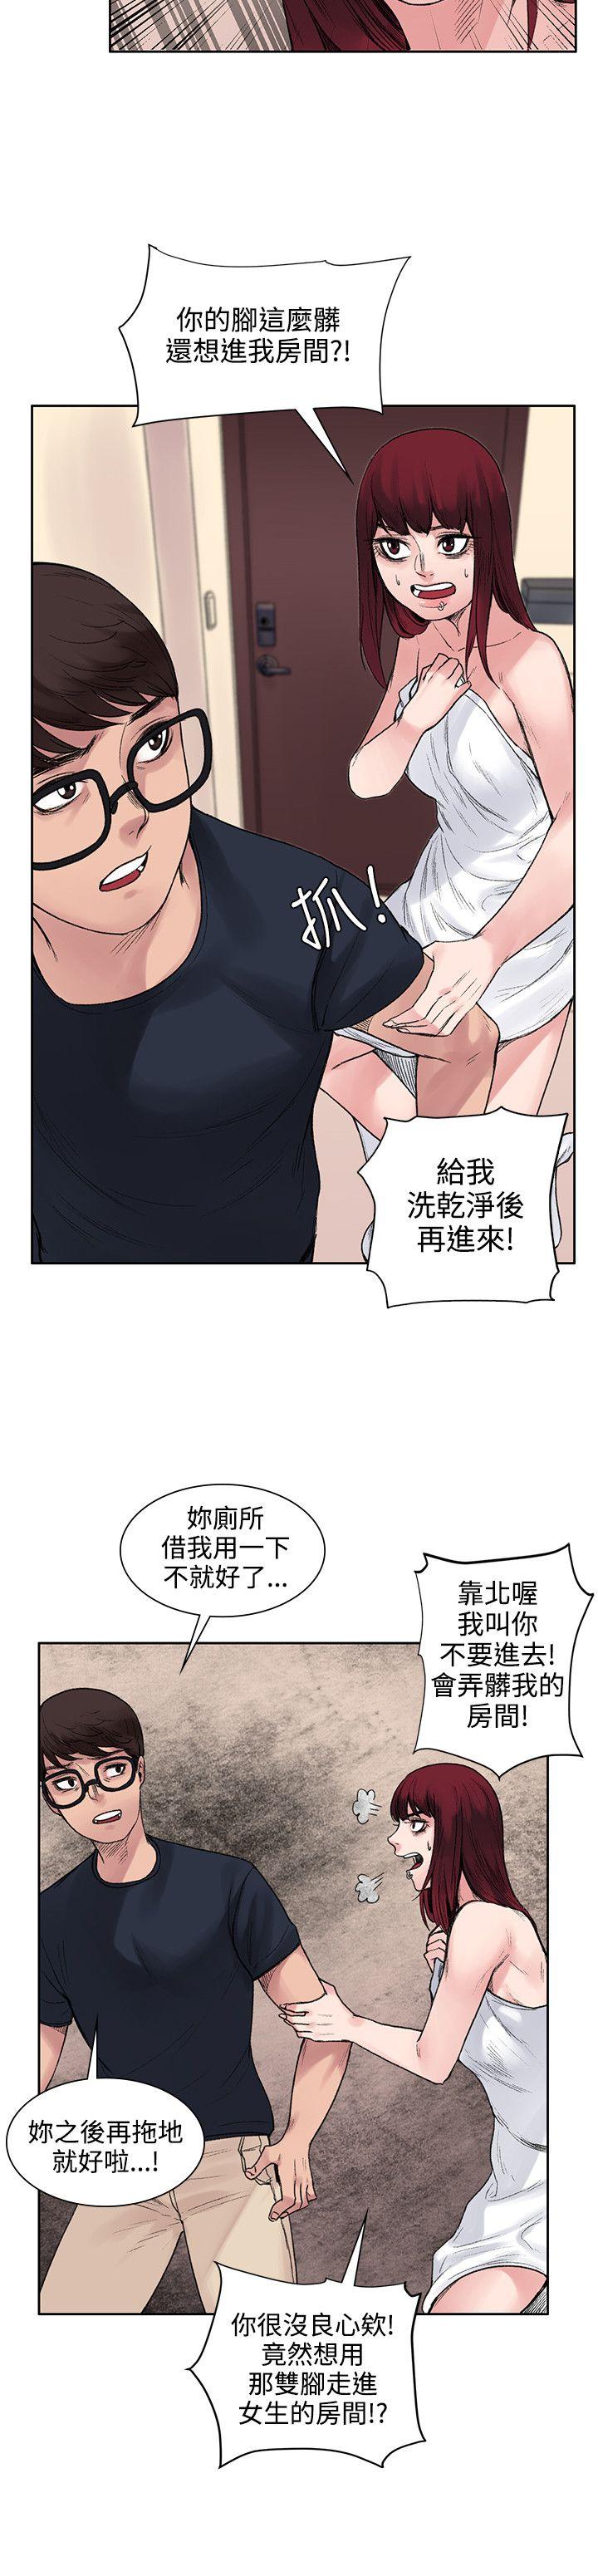 你的腳這麼髒
還想進我房間?!
抓!
給我
洗乾淨後
再進來!
妳廁所
借我用一下
不就好了...
靠北喔
我叫你
不要進去!
會弄髒我的
房間!
妳之後再拖地
就好啦...!
你很沒良心欸!
竟然想用
那雙腳走進
女生的房間!?